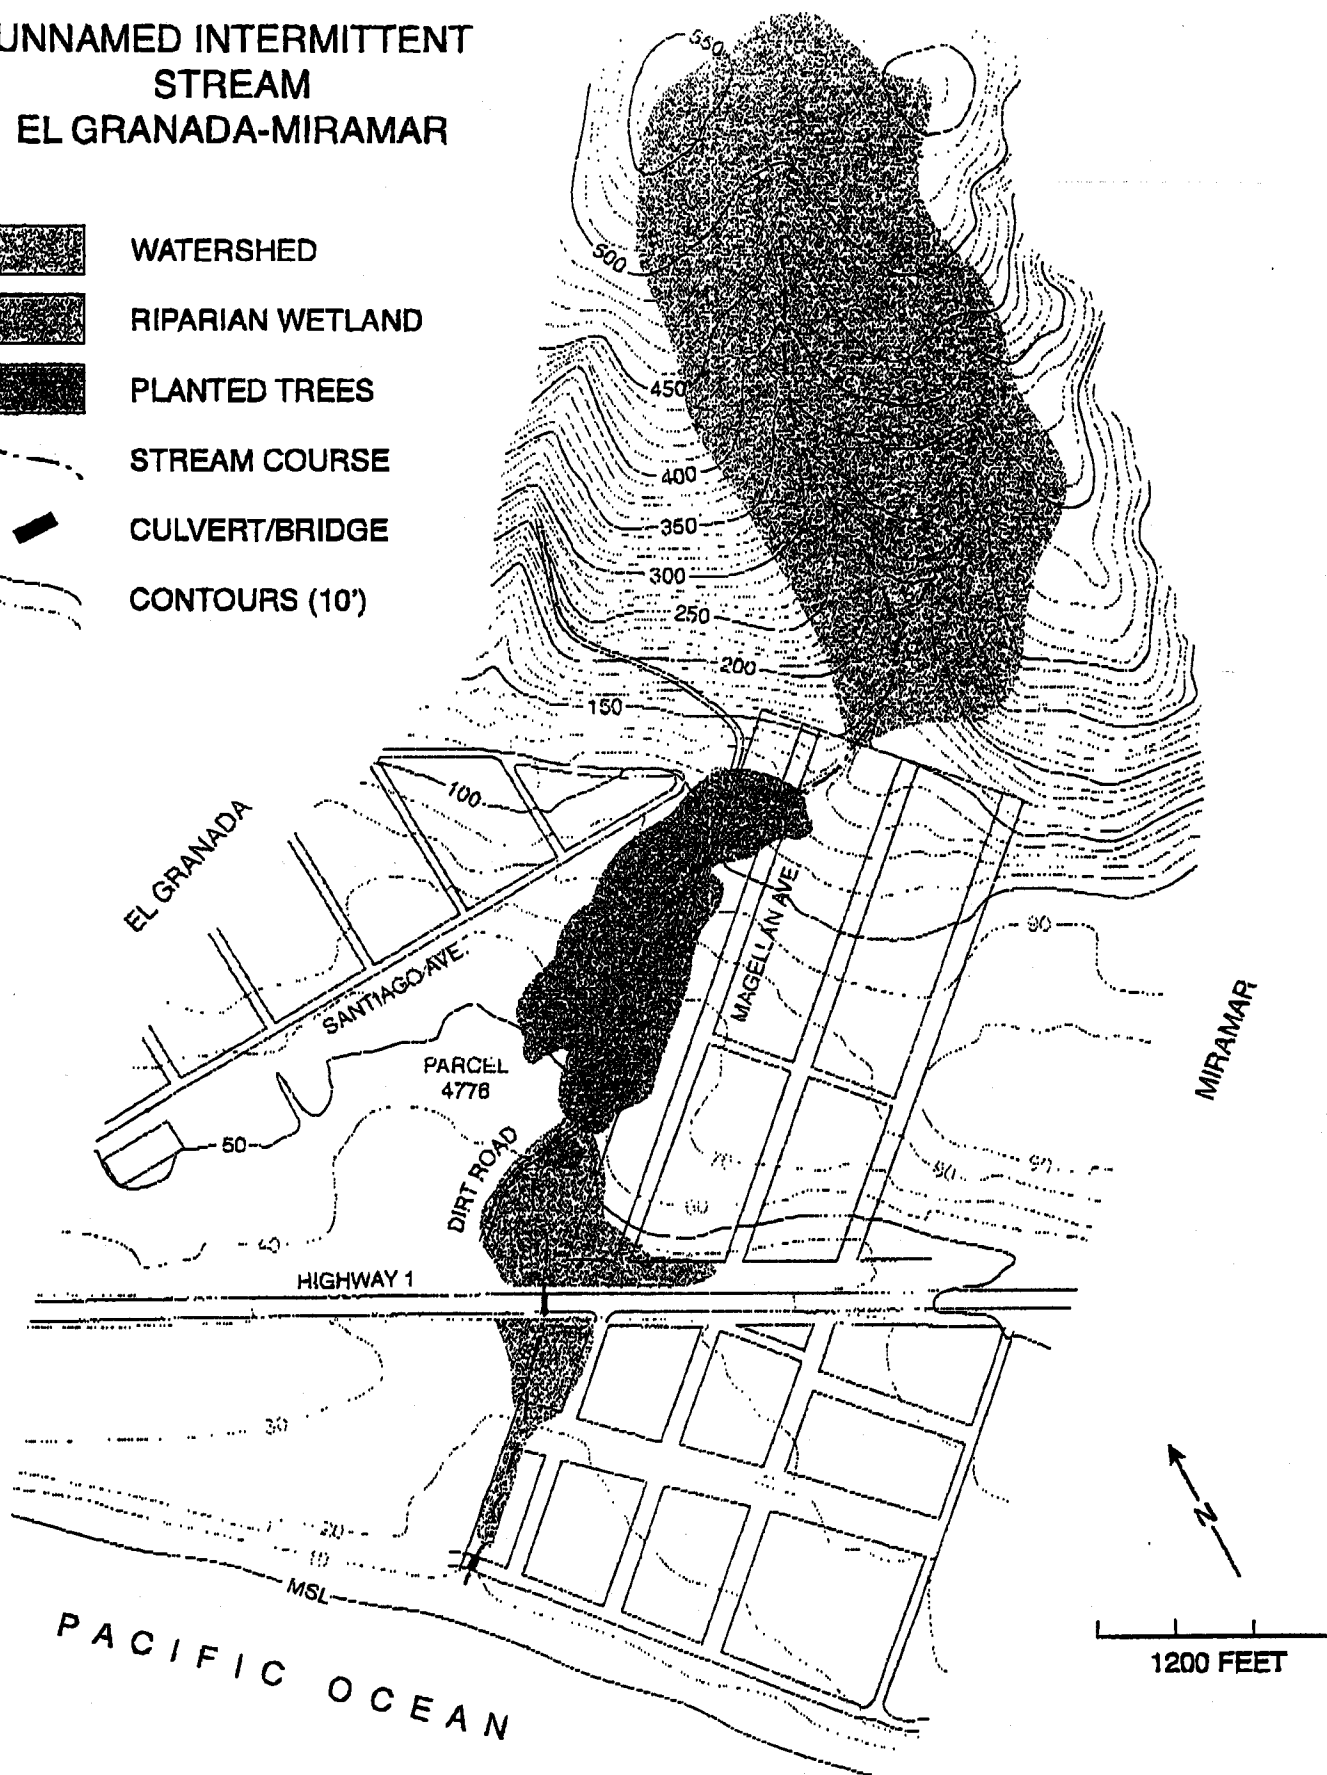 UNNAMED INTERMITTENT
STREAM
EL GRANADA-MIRAMAR
WATERSHED
RIPARIAN WETLAND
PLANTED TREES
STREAM COURSE
CULVERT/BRIDGE
CONTOURS (10')
550
500
450
400
350
300
250
200
150
100
EL GRANADA
SANTIAGO AVE.
MAGELLAN AVE
90
MIRAMAR
PARCEL
4776
50
DIRT ROAD
70
50
50
60
40
HIGHWAY 1
30
20
10
MSL
N
1200 FEET
PACIFIC OCEAN